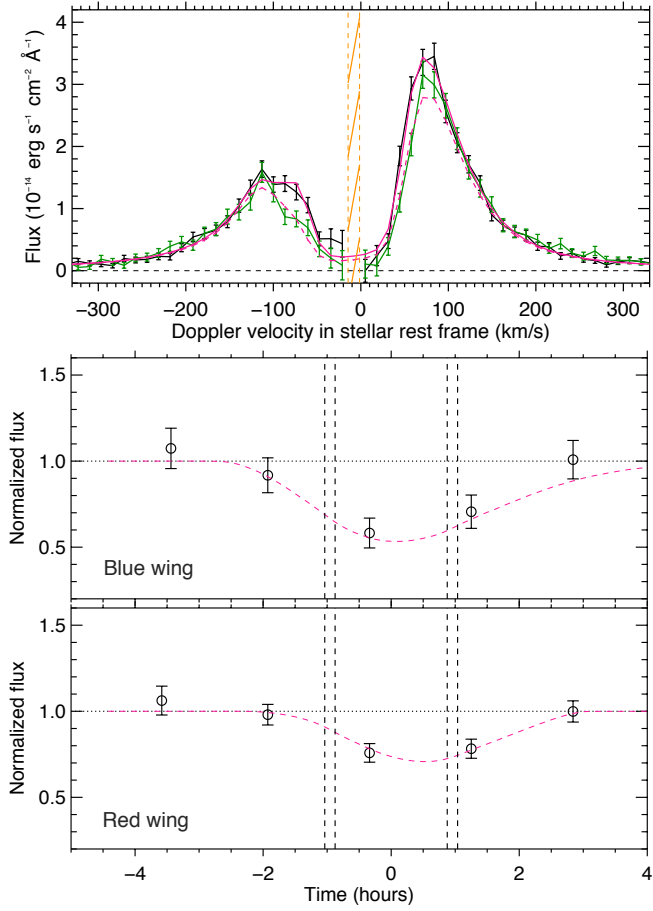 4
3
2
1
0
Flux (10⁻¹⁴ erg s⁻¹ cm⁻² Å⁻¹)
−300 −200 −100 0 100 200 300
Doppler velocity in stellar rest frame (km/s)
1.5
1.0
0.5
Normalized flux
Blue wing
1.5
1.0
0.5
Normalized flux
Red wing
−4 −2 0 2 4
Time (hours)